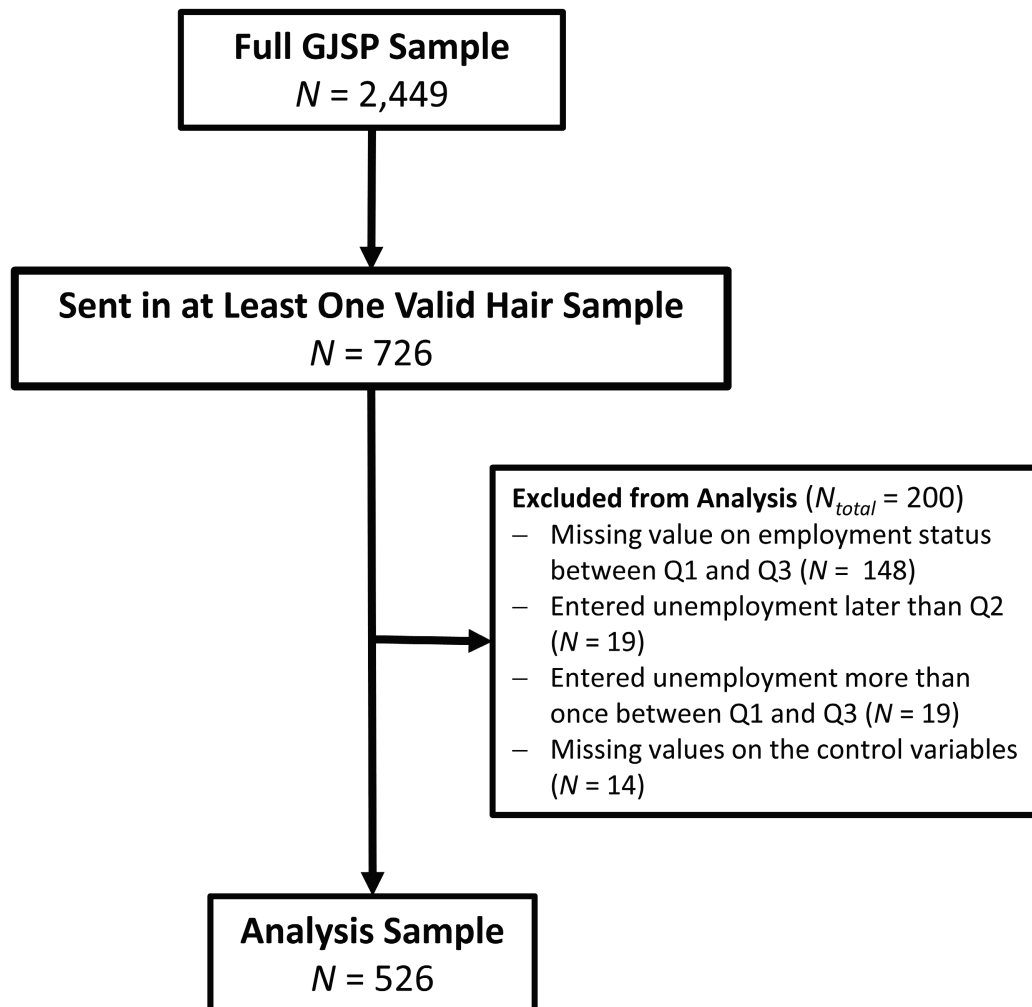 Full GJSP Sample
N = 2,449
Sent in at Least One Valid Hair Sample
N = 726
Excluded from Analysis (Ntotal = 200)
– Missing value on employment status
between Q1 and Q3 (N = 148)
– Entered unemployment later than Q2
(N = 19)
– Entered unemployment more than
once between Q1 and Q3 (N = 19)
– Missing values on the control variables
(N = 14)
Analysis Sample
N = 526